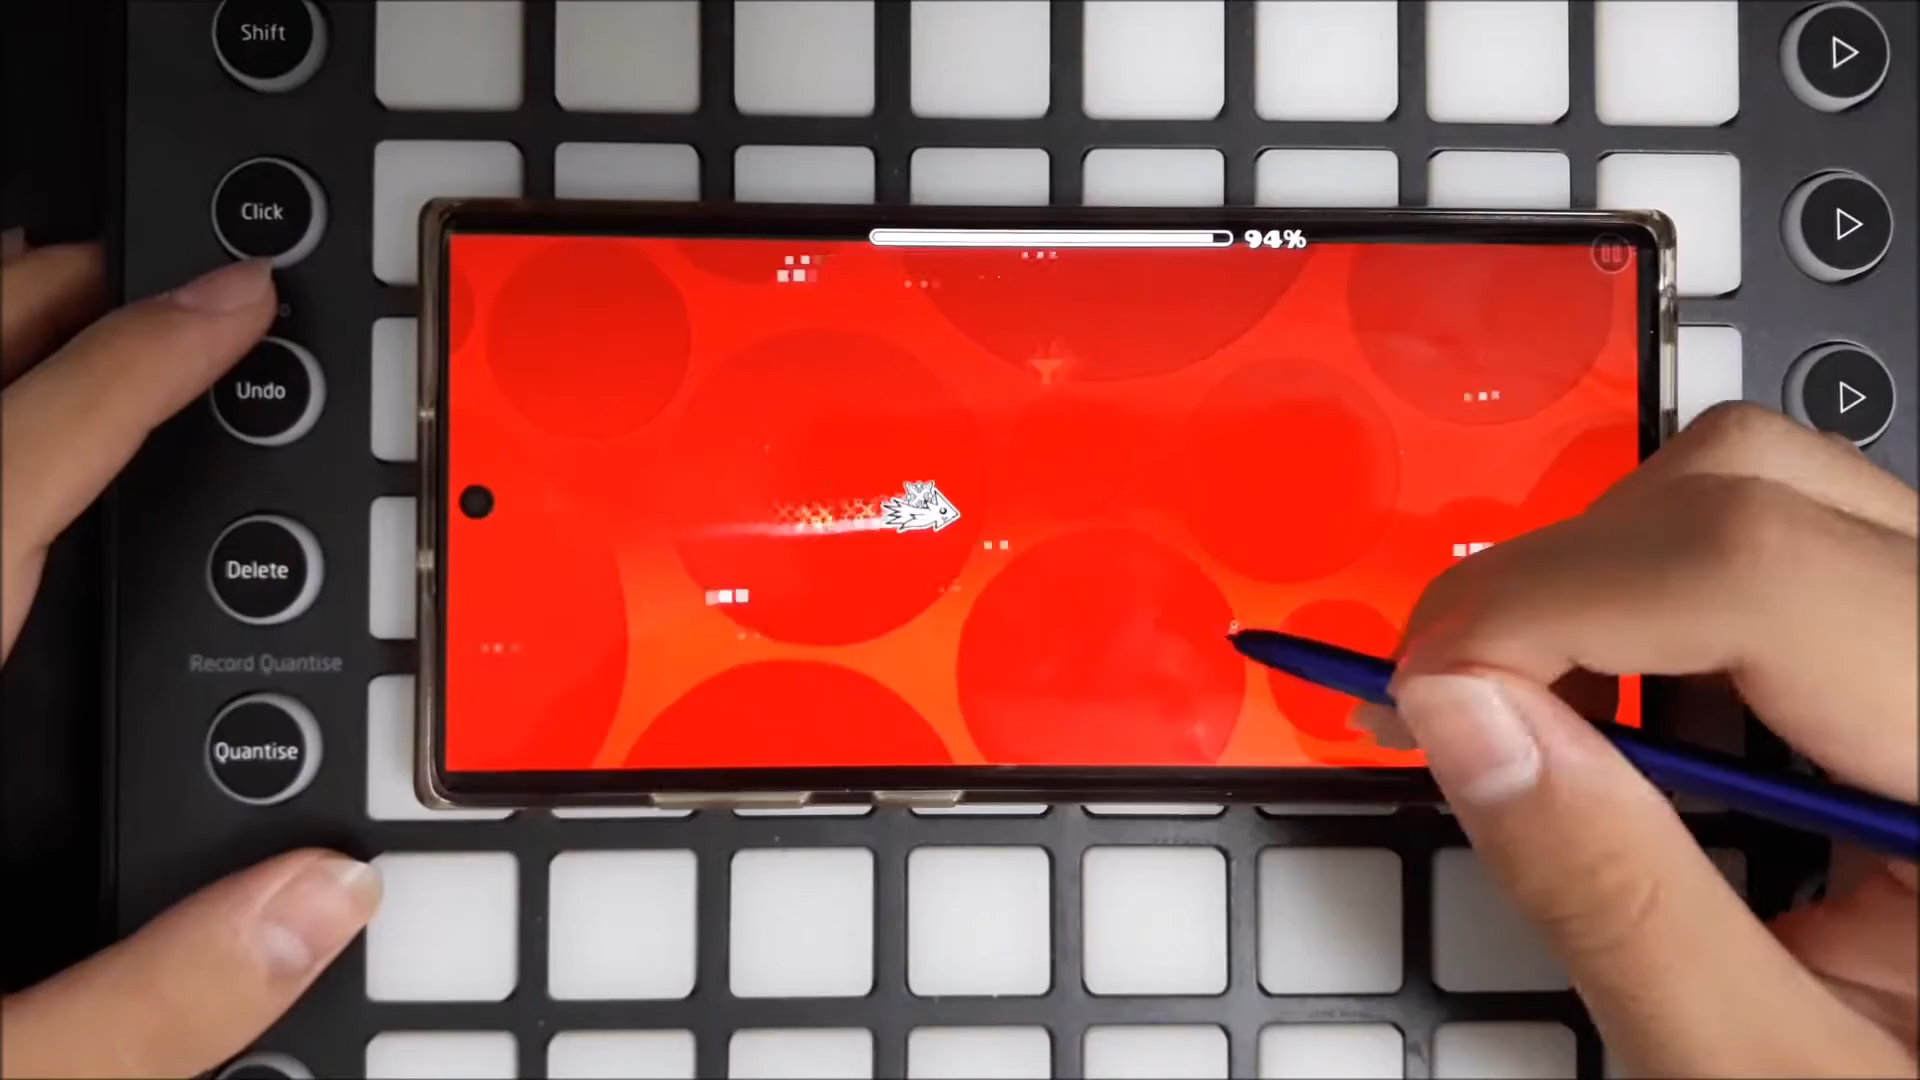 Shift
94%
Click
Undo
Delete
Record Quantise
Quantise